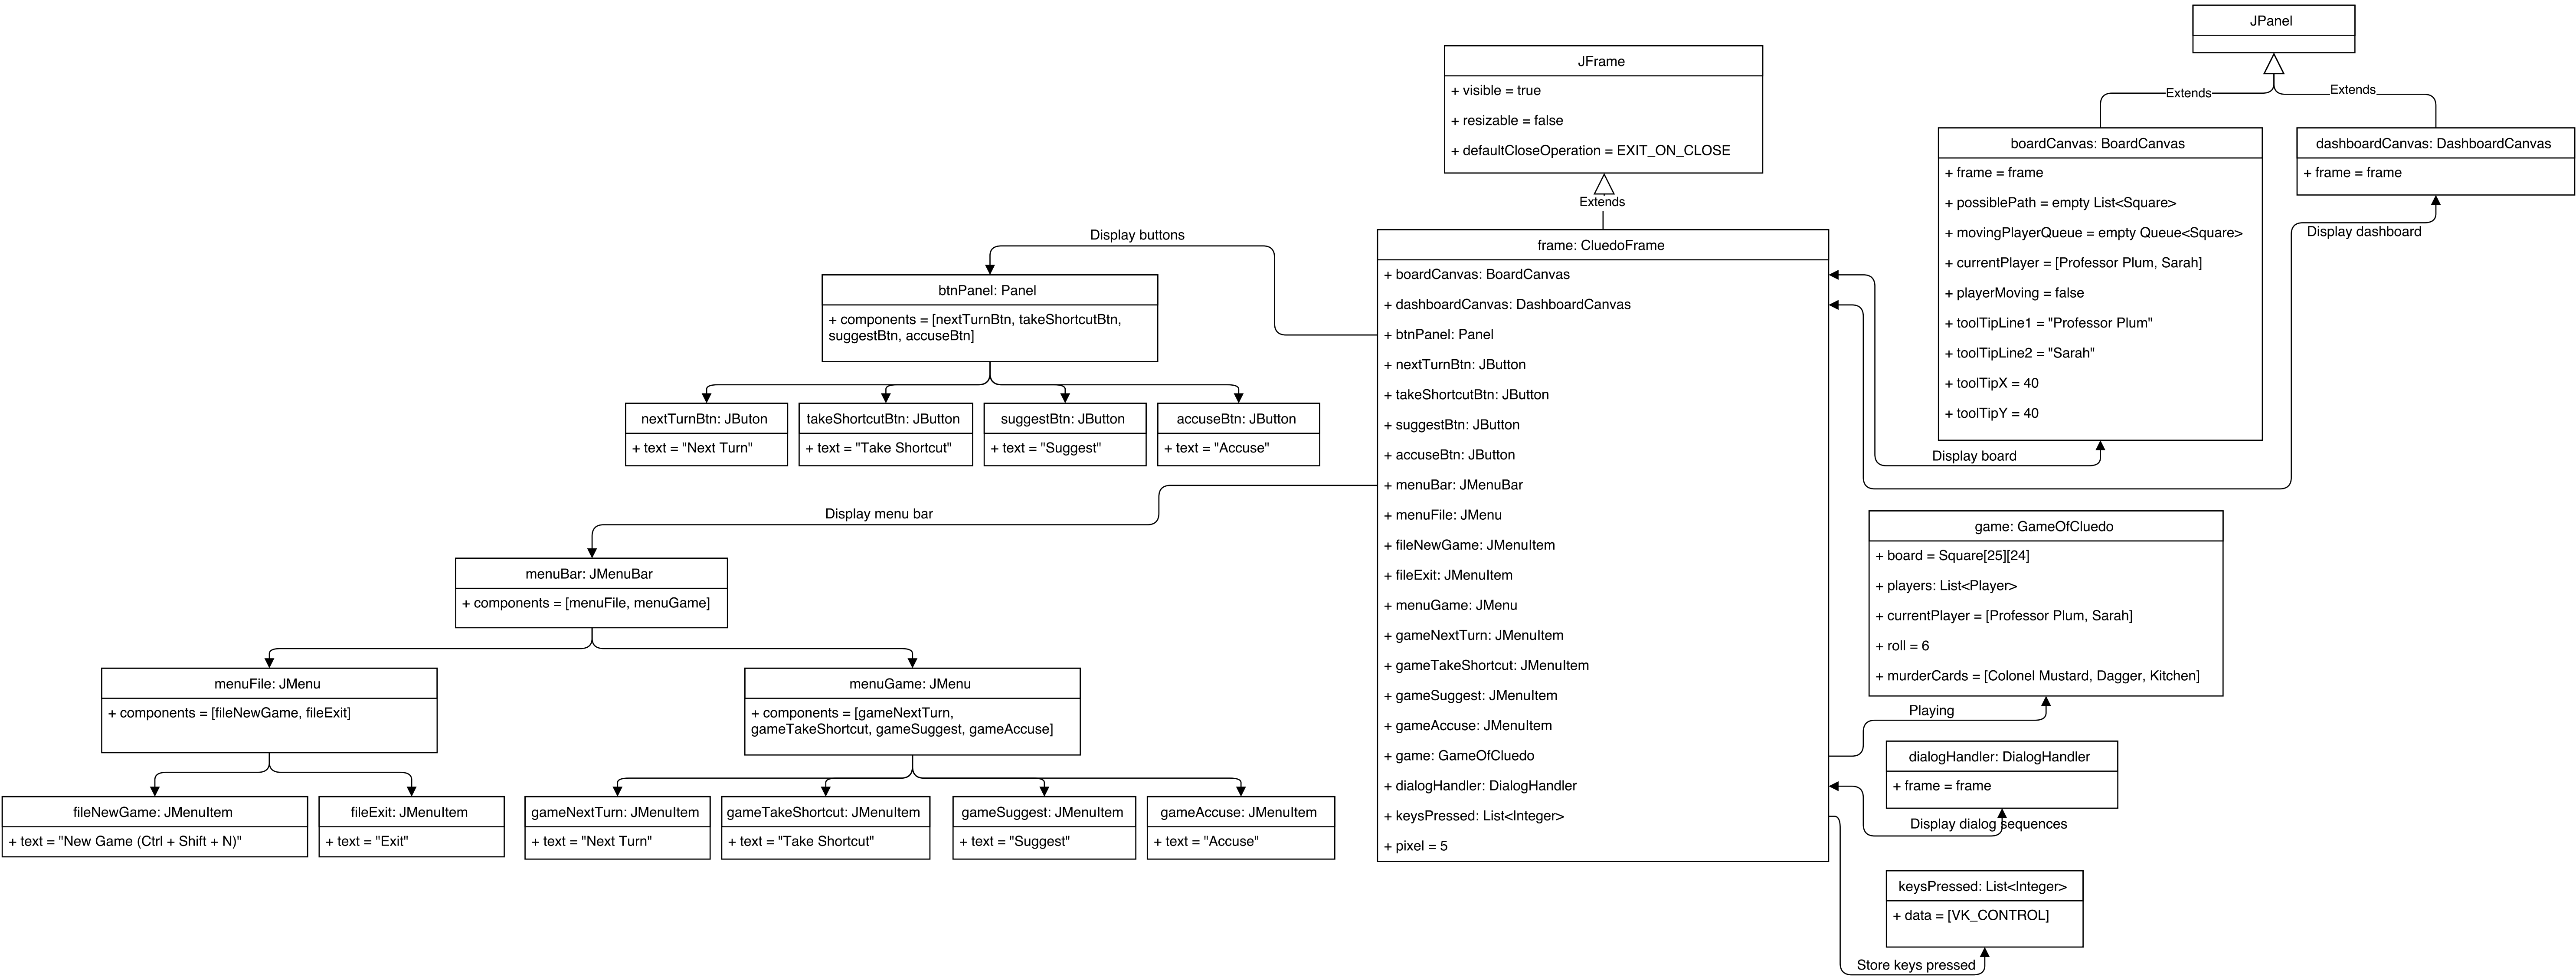 JPanel
JFrame
+ visible = true
+ resizable = false
+ defaultCloseOperation = EXIT_ON_CLOSE
Extends
Extends
Extends
boardCanvas: BoardCanvas
+ frame = frame
+ possiblePath = empty List<Square>
+ movingPlayerQueue = empty Queue<Square>
+ currentPlayer = [Professor Plum, Sarah]
+ playerMoving = false
+ toolTipLine1 = "Professor Plum"
+ toolTipLine2 = "Sarah"
+ toolTipX = 40
+ toolTipY = 40
dashboardCanvas: DashboardCanvas
+ frame = frame
Display dashboard
Display board
Display buttons
frame: CluedoFrame
+ boardCanvas: BoardCanvas
+ dashboardCanvas: DashboardCanvas
+ btnPanel: Panel
+ nextTurnBtn: JButton
+ takeShortcutBtn: JButton
+ suggestBtn: JButton
+ accuseBtn: JButton
+ menuBar: JMenuBar
+ menuFile: JMenu
+ fileNewGame: JMenuItem
+ fileExit: JMenuItem
+ menuGame: JMenu
+ gameNextTurn: JMenuItem
+ gameTakeShortcut: JMenuItem
+ gameSuggest: JMenuItem
+ gameAccuse: JMenuItem
+ game: GameOfCluedo
+ dialogHandler: DialogHandler
+ keysPressed: List<Integer>
+ pixel = 5
btnPanel: Panel
+ components = [nextTurnBtn, takeShortcutBtn,
suggestBtn, accuseBtn]
nextTurnBtn: JButon
+ text = "Next Turn"
takeShortcutBtn: JButton
+ text = "Take Shortcut"
suggestBtn: JButton
+ text = "Suggest"
accuseBtn: JButton
+ text = "Accuse"
Display menu bar
menuBar: JMenuBar
+ components = [menuFile, menuGame]
menuFile: JMenu
+ components = [fileNewGame, fileExit]
menuGame: JMenu
+ components = [gameNextTurn,
gameTakeShortcut, gameSuggest, gameAccuse]
fileNewGame: JMenuItem
+ text = "New Game (Ctrl + Shift + N)"
fileExit: JMenuItem
+ text = "Exit"
gameNextTurn: JMenuItem
+ text = "Next Turn"
gameTakeShortcut: JMenuItem
+ text = "Take Shortcut"
gameSuggest: JMenuItem
+ text = "Suggest"
gameAccuse: JMenuItem
+ text = "Accuse"
game: GameOfCluedo
+ board = Square[25][24]
+ players: List<Player>
+ currentPlayer = [Professor Plum, Sarah]
+ roll = 6
+ murderCards = [Colonel Mustard, Dagger, Kitchen]
Playing
dialogHandler: DialogHandler
+ frame = frame
Display dialog sequences
keysPressed: List<Integer>
+ data = [VK_CONTROL]
Store keys pressed